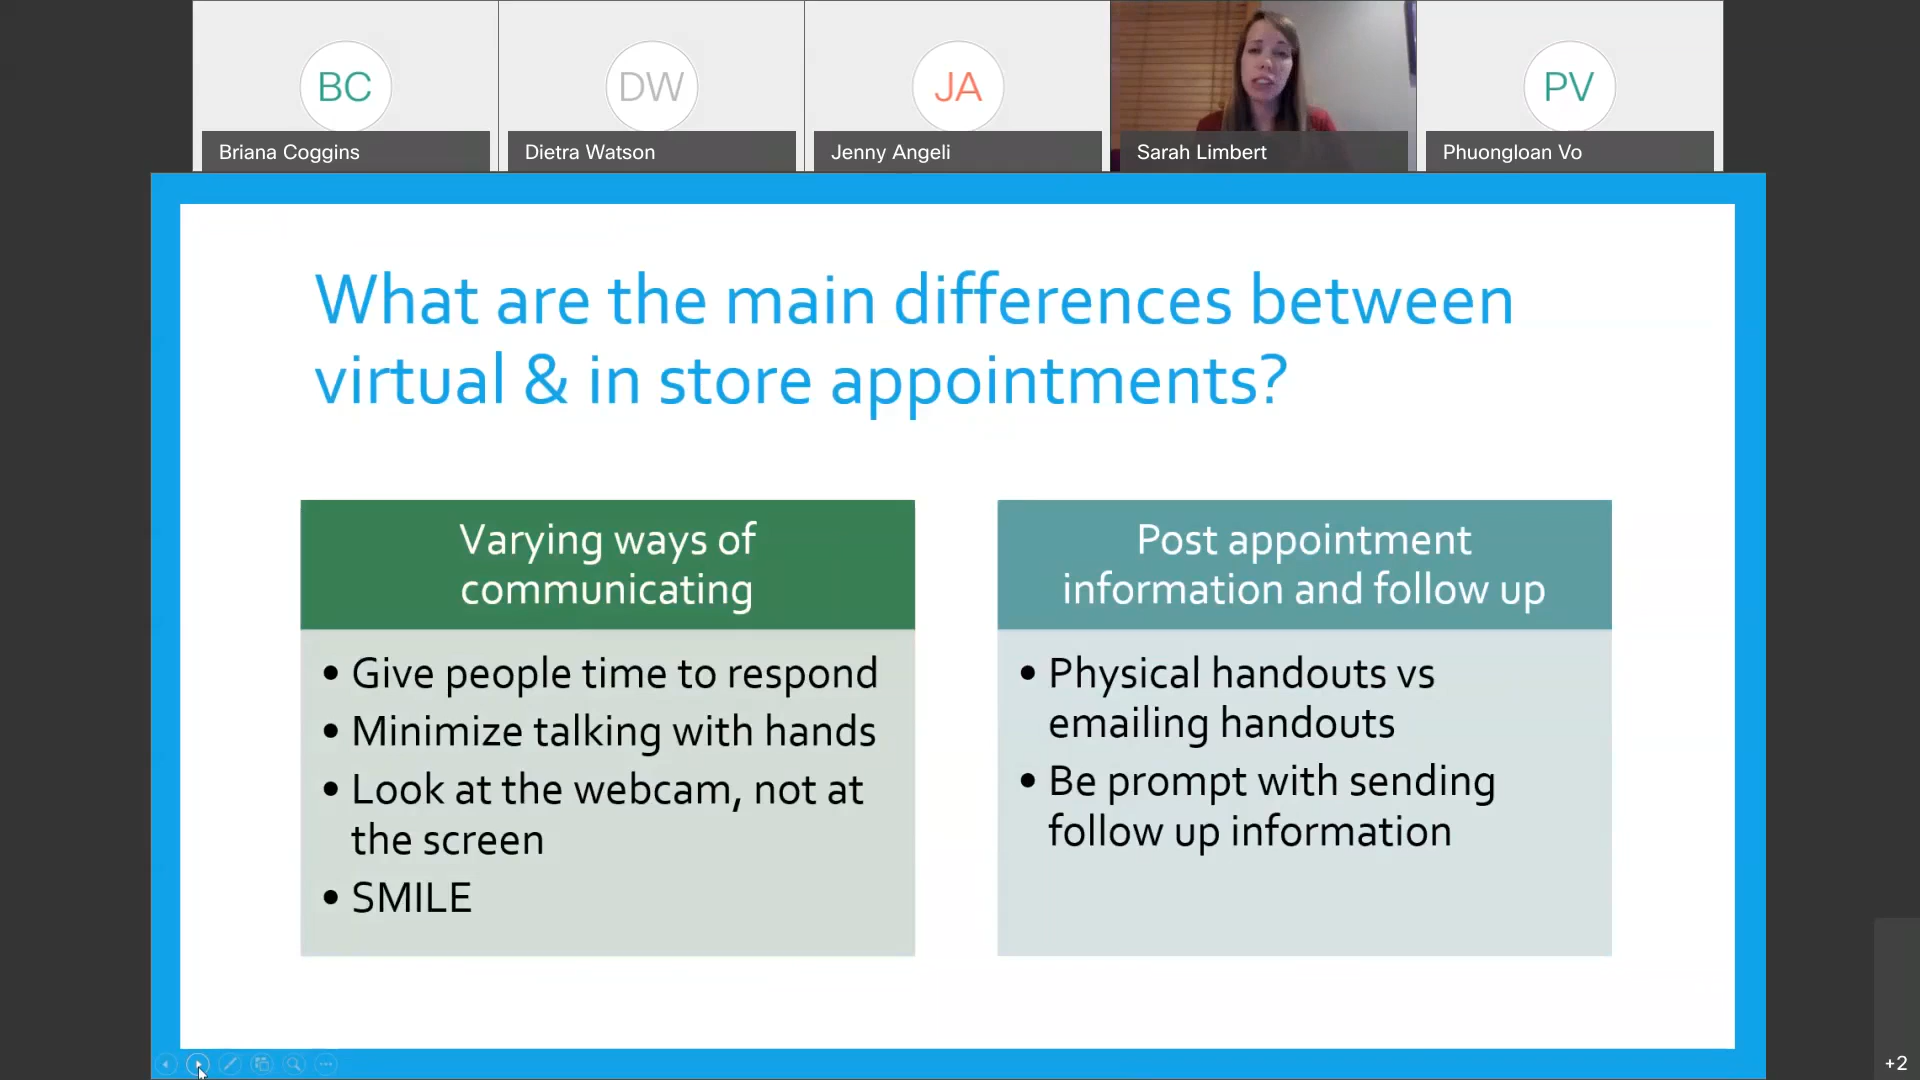 BC
DW
JA
PV
Briana Coggins
Dietra Watson
Jenny Angeli
Sarah Limbert
Phuongloan Vo
What are the main differences between
virtual & in store appointments?
Varying ways of
communicating
• Give people time to respond
• Minimize talking with hands
• Look at the webcam, not at
the screen
• SMILE
Post appointment
information and follow up
• Physical handouts vs
emailing handouts
• Be prompt with sending
follow up information
+2